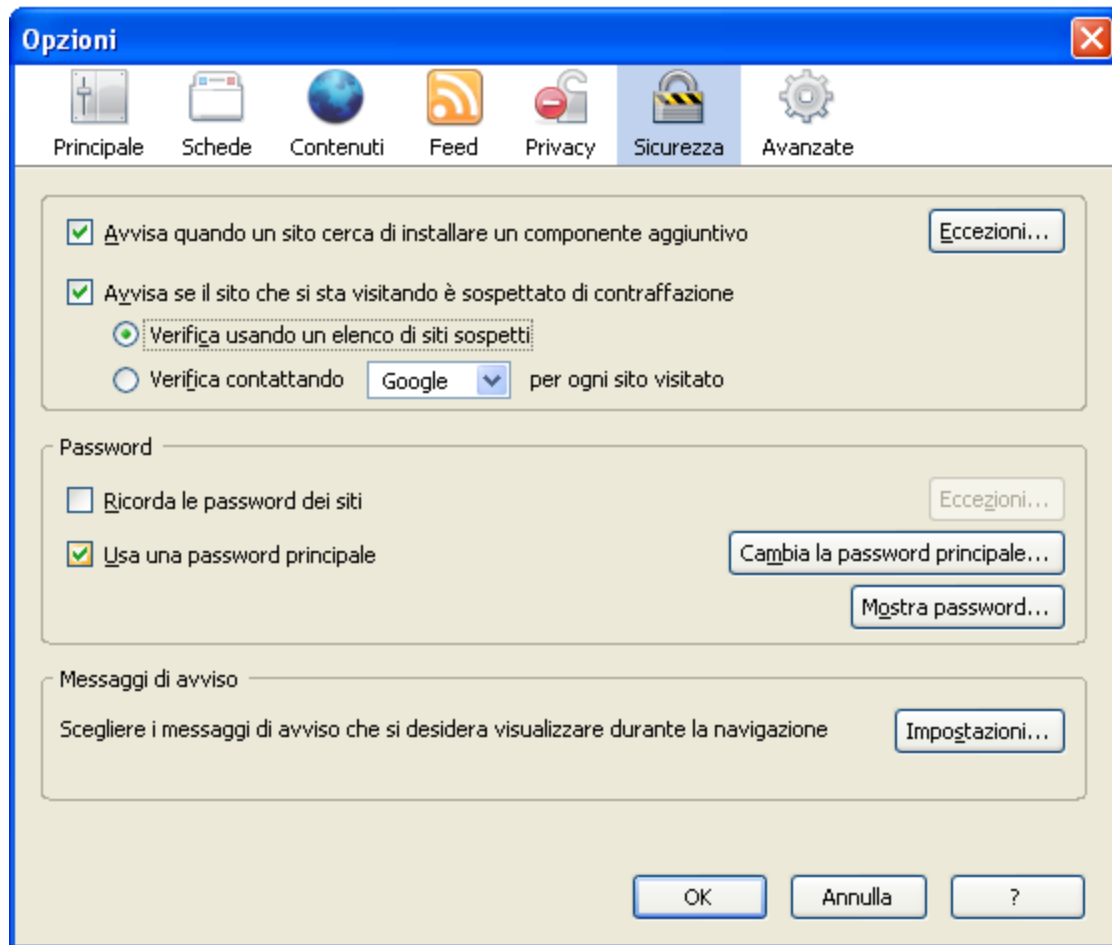 Opzioni
Principale Schede Contenuti Feed Privacy Sicurezza Avanzate
Avvisa quando un sito cerca di installare un componente aggiuntivo Eccezioni...
Avvisa se il sito che si sta visitando è sospettato di contraffazione
Verifica usando un elenco di siti sospetti
Verifica contattando Google per ogni sito visitato
Password
Ricorda le password dei siti Eccezioni...
Usa una password principale Cambia la password principale...
Mostra password...
Messaggi di avviso
Scegliere i messaggi di avviso che si desidera visualizzare durante la navigazione Impostazioni...
OK Annulla ?